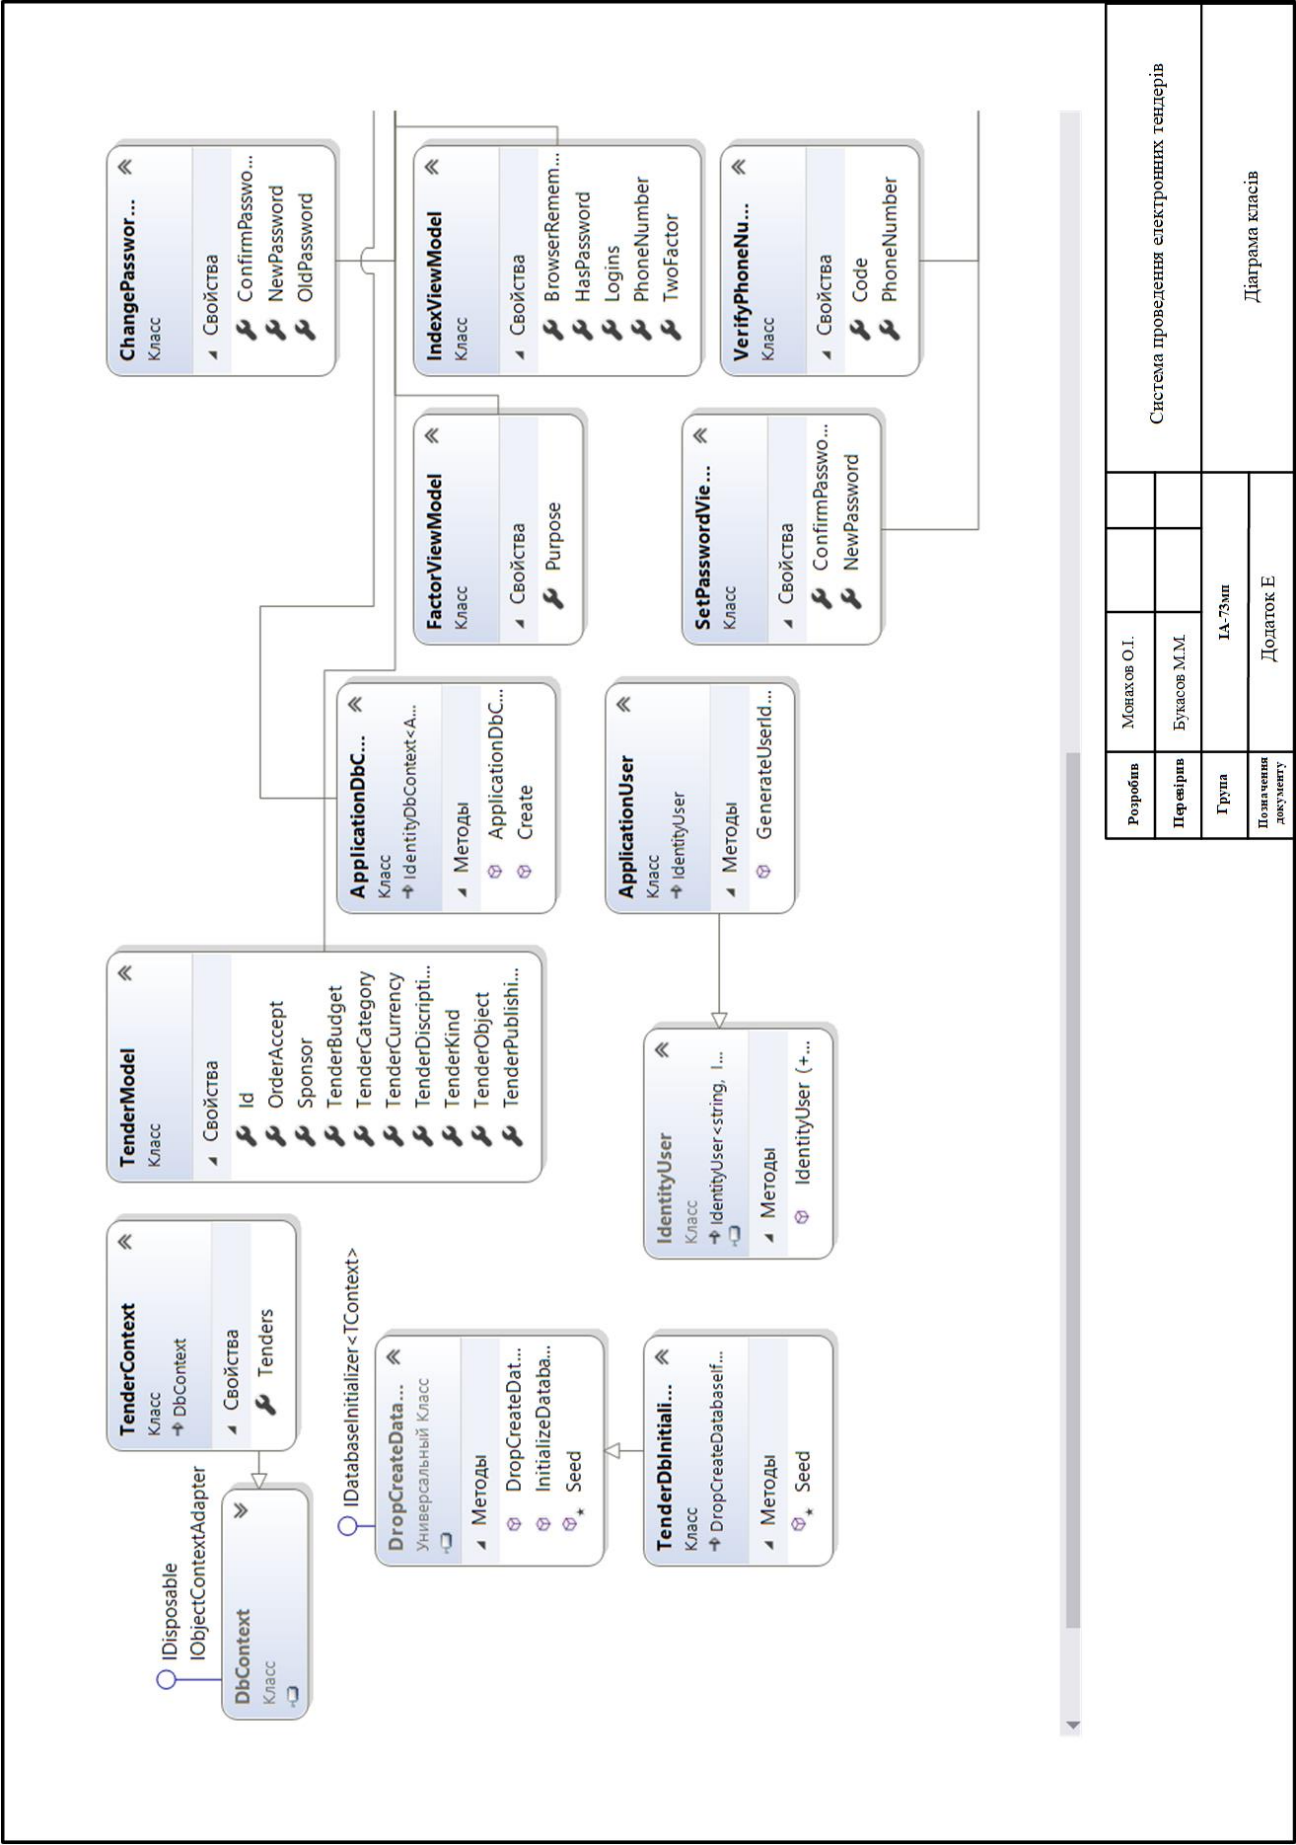 IDisposable
IObjectContextAdapter
DbContext
Класс
TenderContext
Класс
DbContext
Свойства
Tenders
TenderModel
Класс
Свойства
Id
OrderAccept
Sponsor
TenderBudget
TenderCategory
TenderCurrency
TenderDiscripti...
TenderKind
TenderObject
TenderPublishi...
ChangePasswor...
Класс
Свойства
ConfirmPasswo...
NewPassword
OldPassword
IDatabaseInitializer<TContext>
DropCreateData...
Универсальный Класс
Методы
DropCreateDat...
InitializeDataba...
Seed
ApplicationDbC...
Класс
IdentityDbContext<A...
Методы
ApplicationDbC...
Create
FactorViewModel
Класс
Свойства
Purpose
IndexViewModel
Класс
Свойства
BrowserRemem...
HasPassword
Logins
PhoneNumber
TwoFactor
TenderDbInitiali...
Класс
DropCreateDatabaseIf...
Методы
Seed
IdentityUser
Класс
IdentityUser<string, I...
Методы
IdentityUser (+...
ApplicationUser
Класс
IdentityUser
Методы
GenerateUserId...
SetPasswordVie...
Класс
Свойства
ConfirmPasswo...
NewPassword
VerifyPhoneNu...
Класс
Свойства
Code
PhoneNumber
Розробив
Монахов О.І.
Система проведення електронних тендерів
Перевірив
Букасов М.М.
Група
ІА-73мп
Діаграма класів
Позначення
документу
Додаток Е